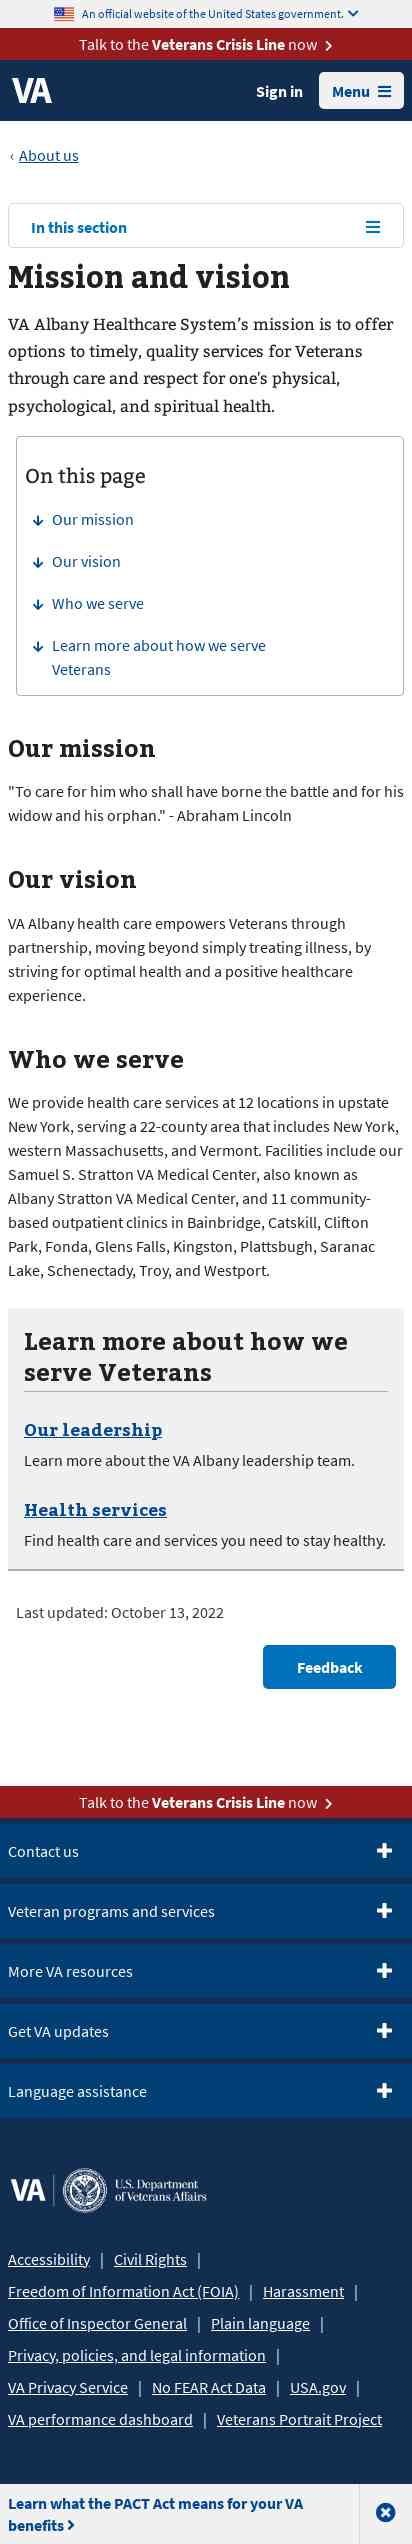 An official website of the United States government.
Talk to the Veterans Crisis Line now
VA
Sign in
Menu
‹ About us
In this section
Mission and vision
VA Albany Healthcare System’s mission is to offer
options to timely, quality services for Veterans
through care and respect for one's physical,
psychological, and spiritual health.
On this page
Our mission
Our vision
Who we serve
Learn more about how we serve
Veterans
Our mission
"To care for him who shall have borne the battle and for his
widow and his orphan." - Abraham Lincoln
Our vision
VA Albany health care empowers Veterans through
partnership, moving beyond simply treating illness, by
striving for optimal health and a positive healthcare
experience.
Who we serve
We provide health care services at 12 locations in upstate
New York, serving a 22-county area that includes New York,
western Massachusetts, and Vermont. Facilities include our
Samuel S. Stratton VA Medical Center, also known as
Albany Stratton VA Medical Center, and 11 community-
based outpatient clinics in Bainbridge, Catskill, Clifton
Park, Fonda, Glens Falls, Kingston, Plattsbugh, Saranac
Lake, Schenectady, Troy, and Westport.
Learn more about how we
serve Veterans
Our leadership
Learn more about the VA Albany leadership team.
Health services
Find health care and services you need to stay healthy.
Last updated: October 13, 2022
Feedback
Talk to the Veterans Crisis Line now
Contact us
Veteran programs and services
More VA resources
Get VA updates
Language assistance
VA | U.S. Department
of Veterans Affairs
Accessibility | Civil Rights |
Freedom of Information Act (FOIA) | Harassment |
Office of Inspector General | Plain language |
Privacy, policies, and legal information |
VA Privacy Service | No FEAR Act Data | USA.gov |
VA performance dashboard | Veterans Portrait Project
Learn what the PACT Act means for your VA
benefits